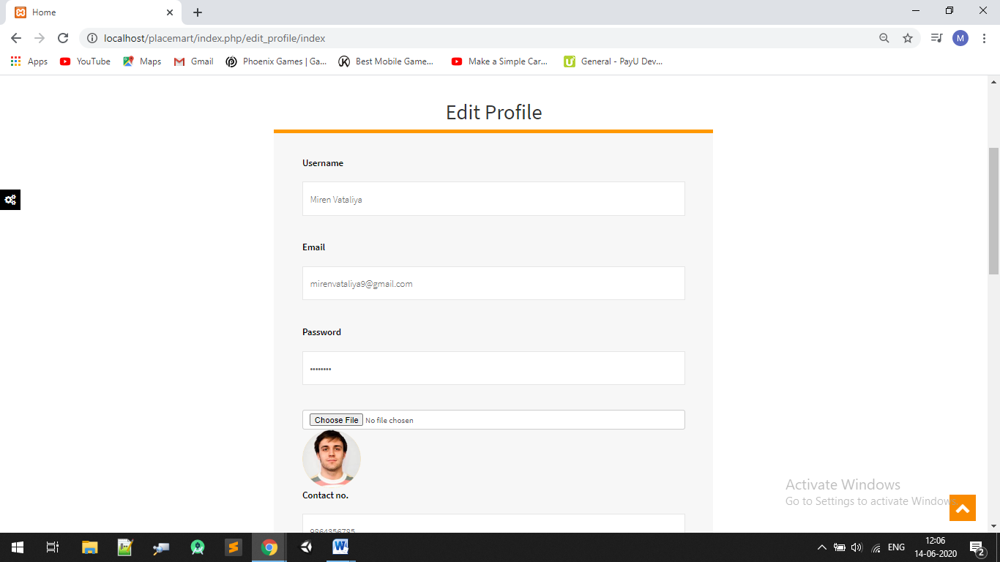 Home
localhost/placemart/index.php/edit_profile/index
M
Apps
YouTube
Maps
Gmail
Phoenix Games | Ga...
Best Mobile Game...
Make a Simple Car...
General - PayU Dev...
Edit Profile
Username
Miren Vataliya
Email
mirenvataliya9@gmail.com
Password
••••••••
Choose File No file chosen
Contact no.
9864356785
Activate Windows
Go to Settings to activate Windows
ENG
12:06
14-06-2020
2